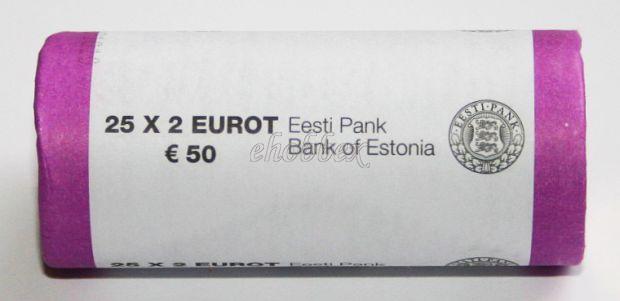 25 X 2 EUROT Eesti Pank
€ 50 Bank of Estonia
EESTI·PANK
ehobbex
25 X 2 EUROT Eesti Pank